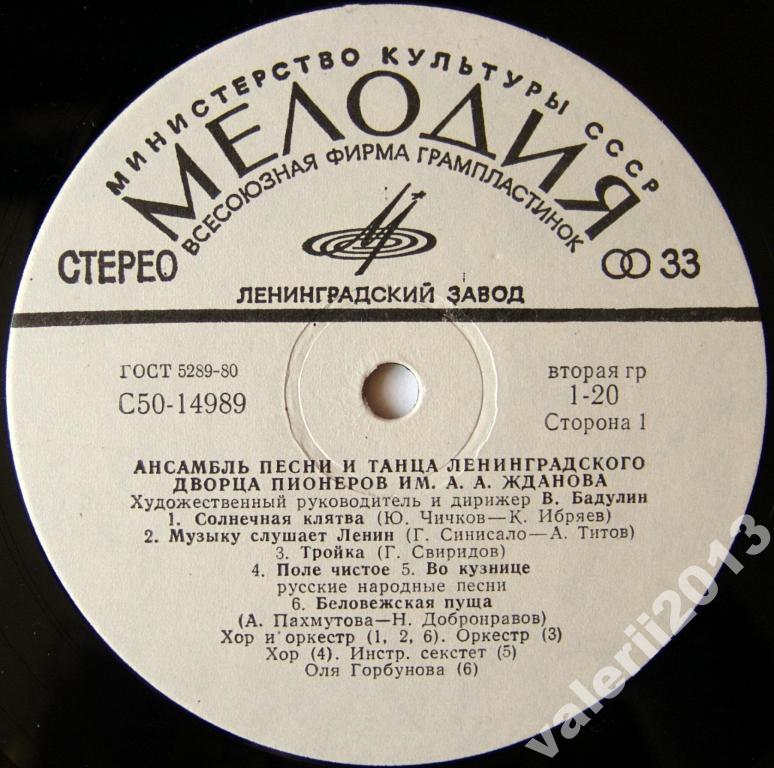 МИНИСТЕРСТВО КУЛЬТУРЫ СССР
МЕЛОДИЯ
ВСЕСОЮЗНАЯ ФИРМА ГРАМПЛАСТИНОК
СТЕРЕО
33
ЛЕНИНГРАДСКИЙ ЗАВОД
ГОСТ 5289-80
С50-14989
вторая гр
1-20
Сторона 1
АНСАМБЛЬ ПЕСНИ И ТАНЦА ЛЕНИНГРАДСКОГО
ДВОРЦА ПИОНЕРОВ ИМ. А. А. ЖДАНОВА
Художественный руководитель и дирижер В. Бадулин
1. Солнечная клятва (Ю. Чичков—К. Ибряев)
2. Музыку слушает Ленин (Г. Синисало—А. Титов)
3. Тройка (Г. Свиридов)
4. Поле чистое 5. Во кузнице
русские народные песни
6. Беловежская пуща
(А. Пахмутова—Н. Добронравов)
Хор и оркестр (1, 2, 6). Оркестр (3)
Хор (4). Инстр. секстет (5)
Оля Горбунова (6)
valerii2013